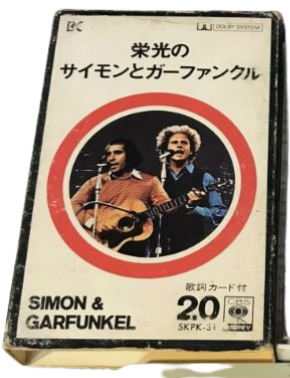 DOLBY SYSTEM
栄光の
サイモンとガーファンクル
歌詞カード付
SIMON &
GARFUNKEL
2.0
SKPK-31
CBS
SONY